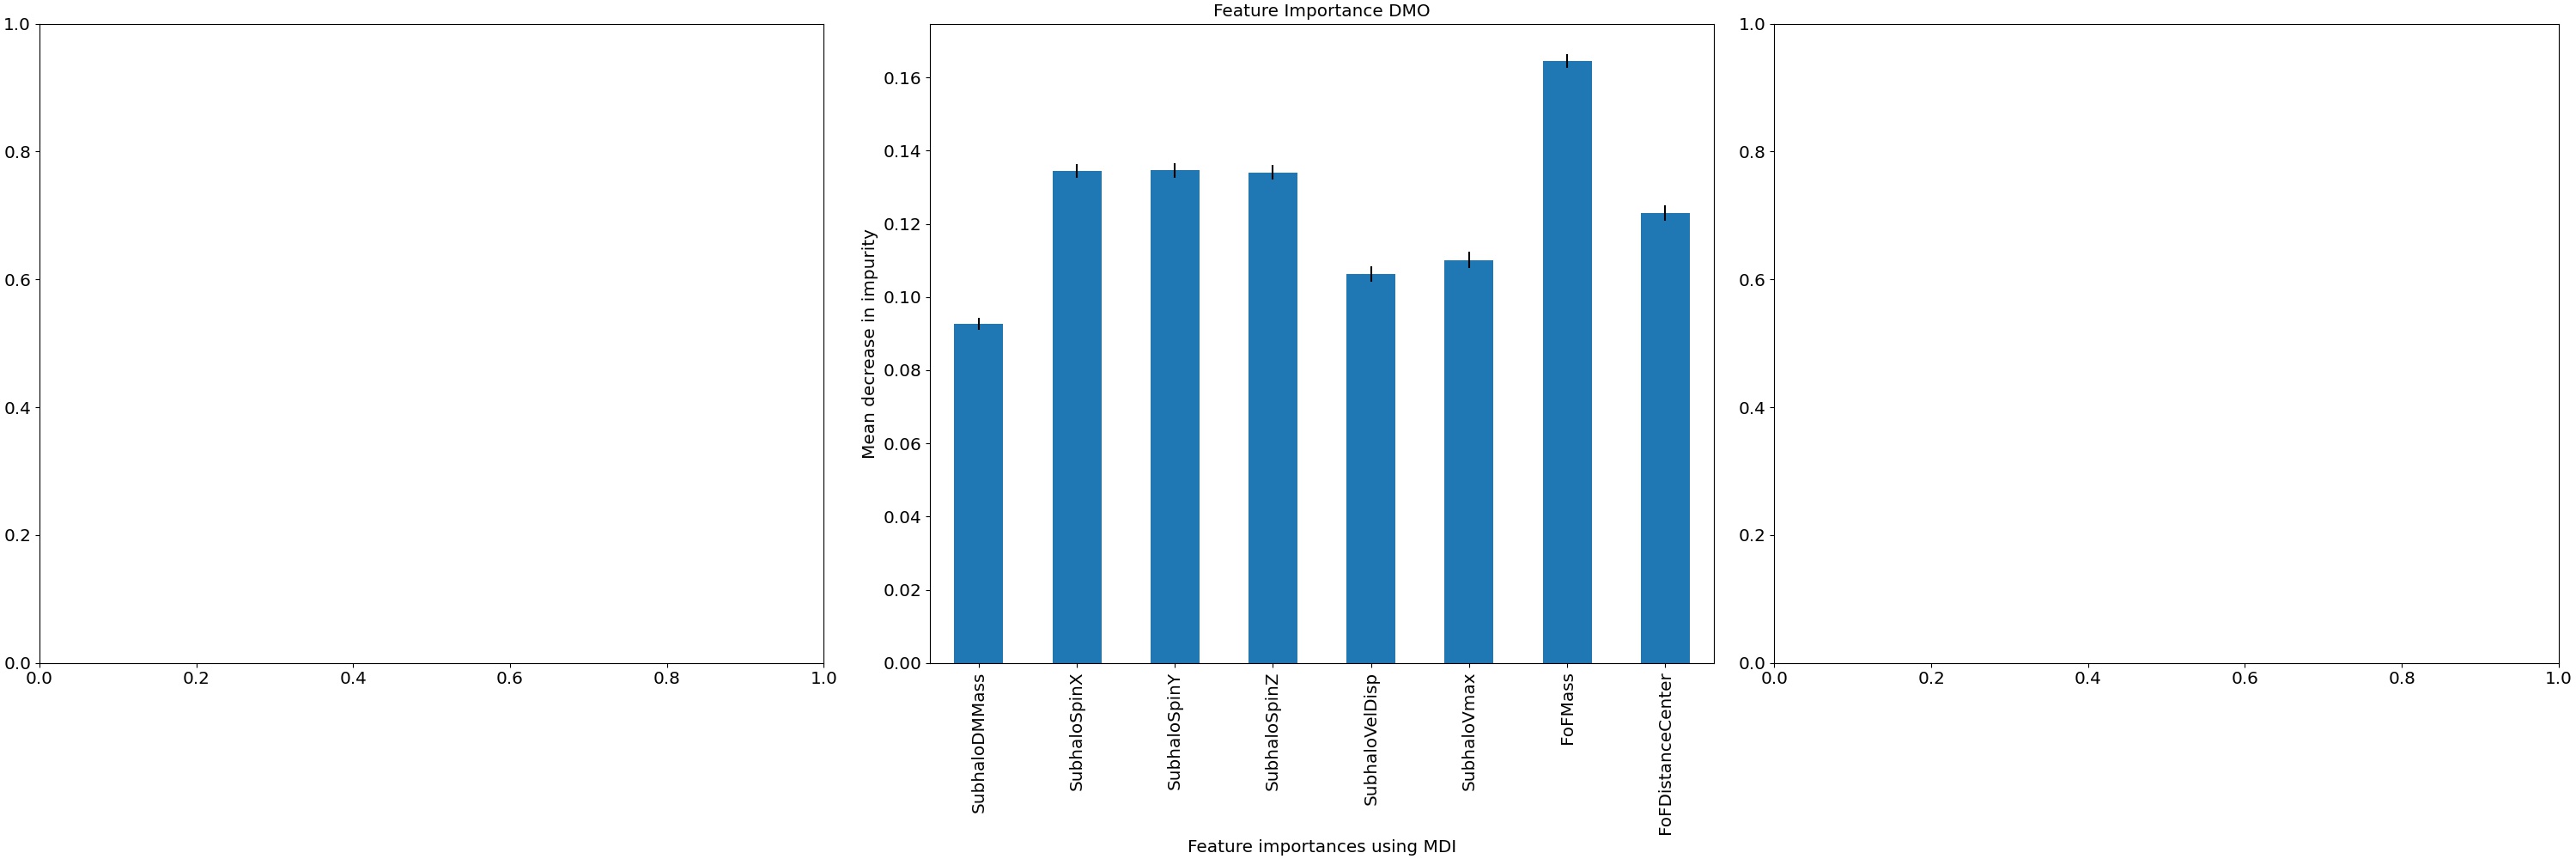 1.0
0.8
0.6
0.4
0.2
0.0
0.0 0.2 0.4 0.6 0.8 1.0
Feature Importance DMO
Mean decrease in impurity
0.16
0.14
0.12
0.10
0.08
0.06
0.04
0.02
0.00
SubhaloDMMass
SubhaloSpinX
SubhaloSpinY
SubhaloSpinZ
SubhaloVelDisp
SubhaloVmax
FoFMass
FoFDistanceCenter
Feature importances using MDI
1.0
0.8
0.6
0.4
0.2
0.0
0.0 0.2 0.4 0.6 0.8 1.0